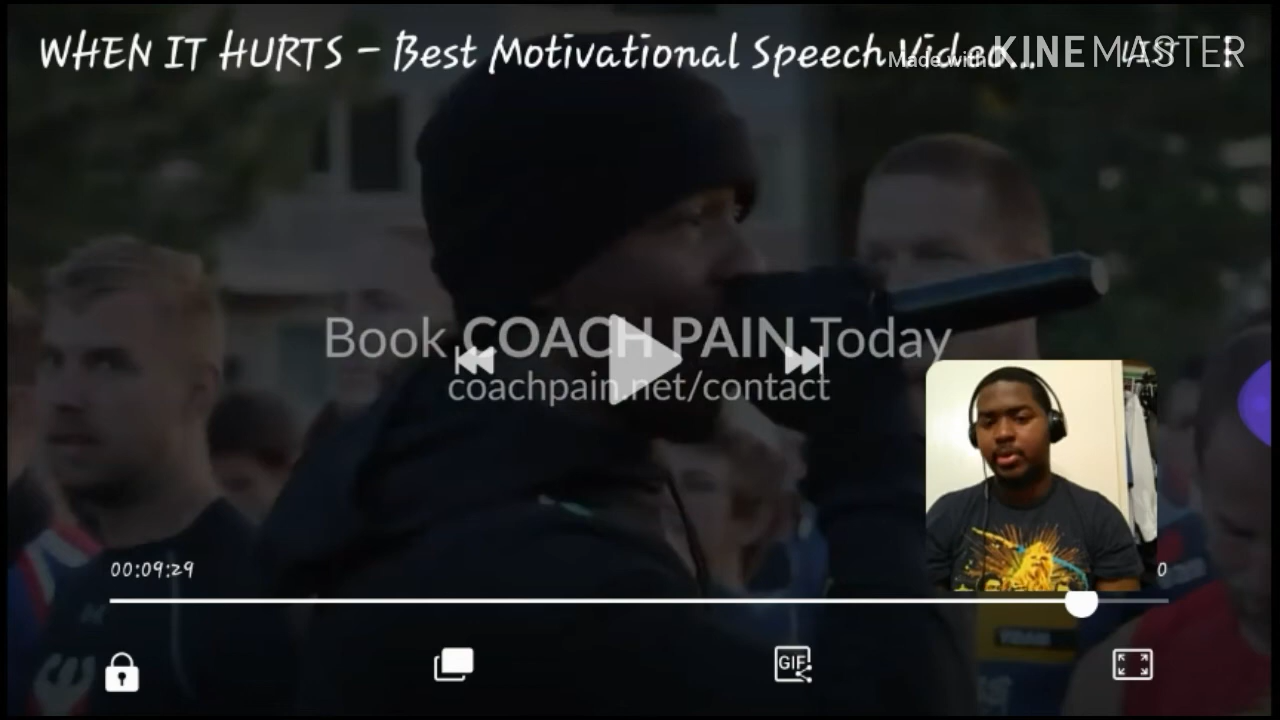 WHEN IT HURTS – Best Motivational Speech Video...
Made with KINEMASTER
Book COACH PAIN Today
coachpain.net/contact
00:09:29
0
GIF